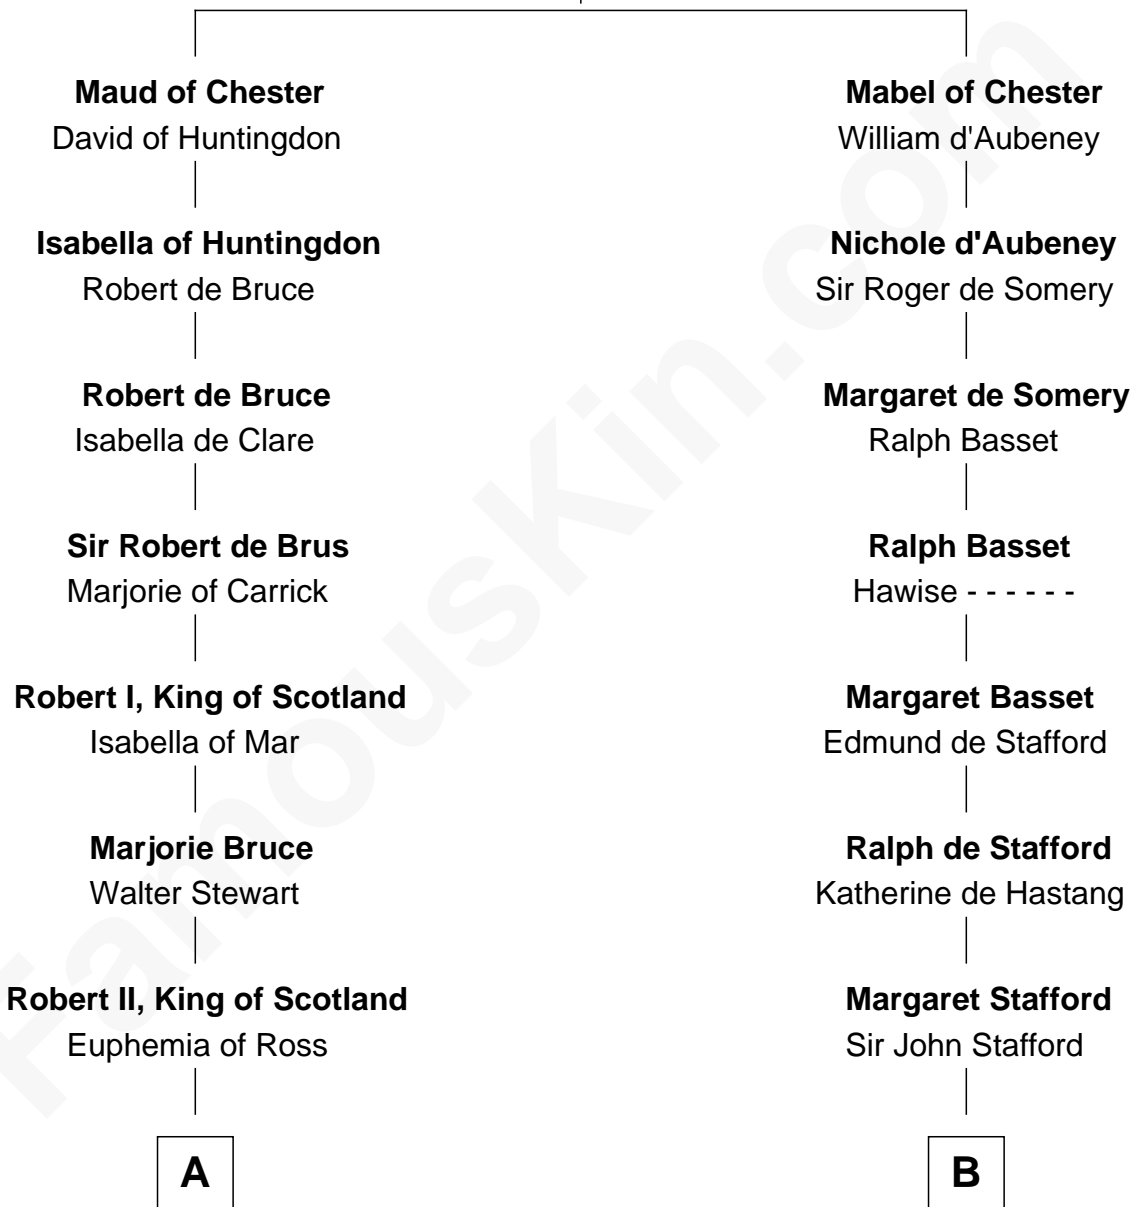 Maud of Chester
David of Huntingdon
Isabella of Huntingdon
Robert de Bruce
Robert de Bruce
Isabella de Clare
Sir Robert de Brus
Marjorie of Carrick
Robert I, King of Scotland
Isabella of Mar
Marjorie Bruce
Walter Stewart
Robert II, King of Scotland
Euphemia of Ross
A
Mabel of Chester
William d'Aubeney
Nichole d'Aubeney
Sir Roger de Somery
Margaret de Somery
Ralph Basset
Ralph Basset
Hawise - - - - - -
Margaret Basset
Edmund de Stafford
Ralph de Stafford
Katherine de Hastang
Margaret Stafford
Sir John Stafford
B
FamousKin.com